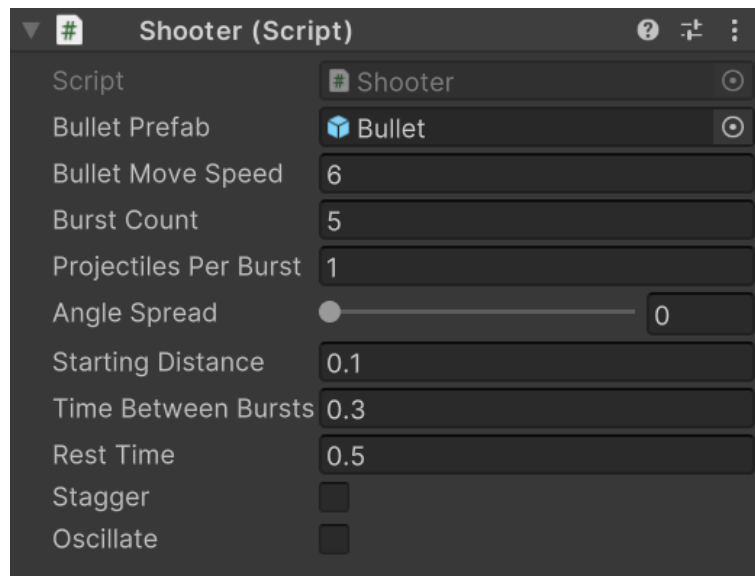 # Shooter (Script)
Script # Shooter
Bullet Prefab Bullet
Bullet Move Speed 6
Burst Count 5
Projectiles Per Burst 1
Angle Spread 0
Starting Distance 0.1
Time Between Bursts 0.3
Rest Time 0.5
Stagger
Oscillate